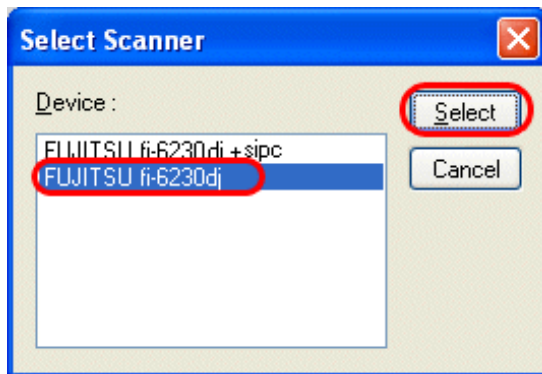 Select Scanner
Device :
FUJITSU fi-6230dj +sipc
FUJITSU fi-6230dj
Select
Cancel